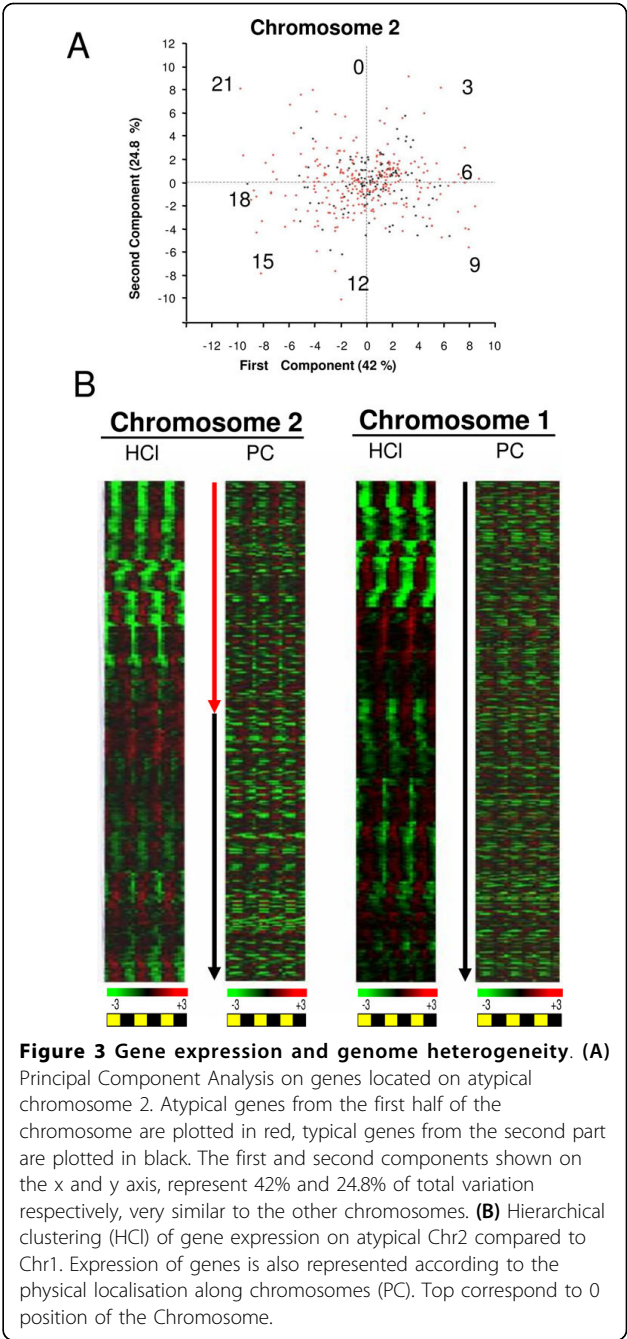 A
Chromosome 2
12
10
8
6
4
2
0
-2
-4
-6
-8
-10
Second Component (24.8 %)
0
3
6
9
12
15
18
21
-12 -10 -8 -6 -4 -2 0 2 4 6 8 10
First Component (42 %)
B
Chromosome 2 Chromosome 1
HCl PC HCl PC
-3 +3 -3 +3 -3 +3 -3 +3
Figure 3 Gene expression and genome heterogeneity. (A)
Principal Component Analysis on genes located on atypical
chromosome 2. Atypical genes from the first half of the
chromosome are plotted in red, typical genes from the second part
are plotted in black. The first and second components shown on
the x and y axis, represent 42% and 24.8% of total variation
respectively, very similar to the other chromosomes. (B) Hierarchical
clustering (HCl) of gene expression on atypical Chr2 compared to
Chr1. Expression of genes is also represented according to the
physical localisation along chromosomes (PC). Top correspond to 0
position of the Chromosome.